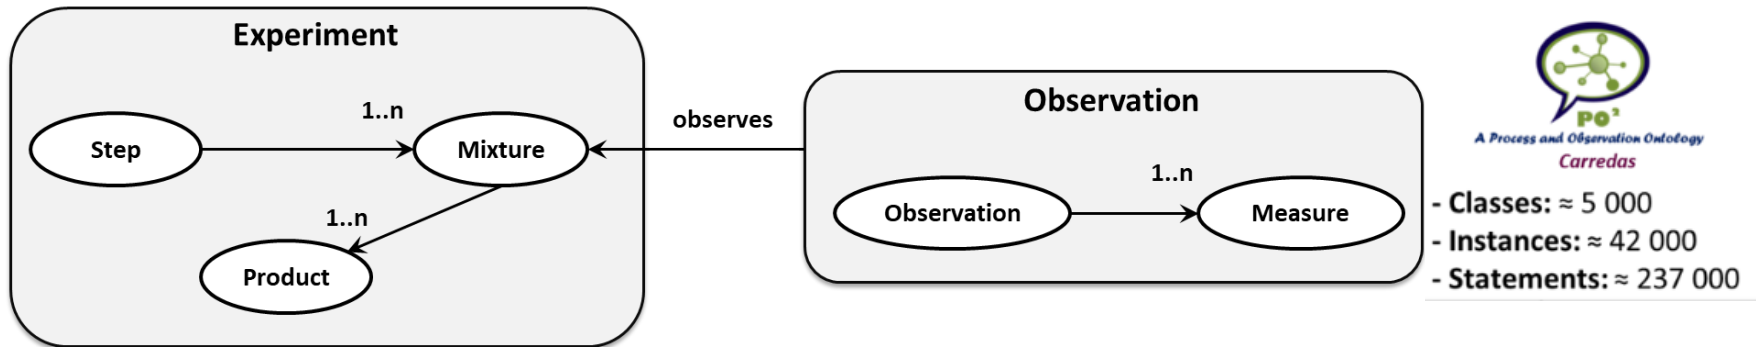 Experiment
Step
1..n
Mixture
1..n
Product
observes
Observation
Observation
1..n
Measure
PO²
A Process and Observation Ontology
Carredas
- Classes: ≈ 5 000
- Instances: ≈ 42 000
- Statements: ≈ 237 000